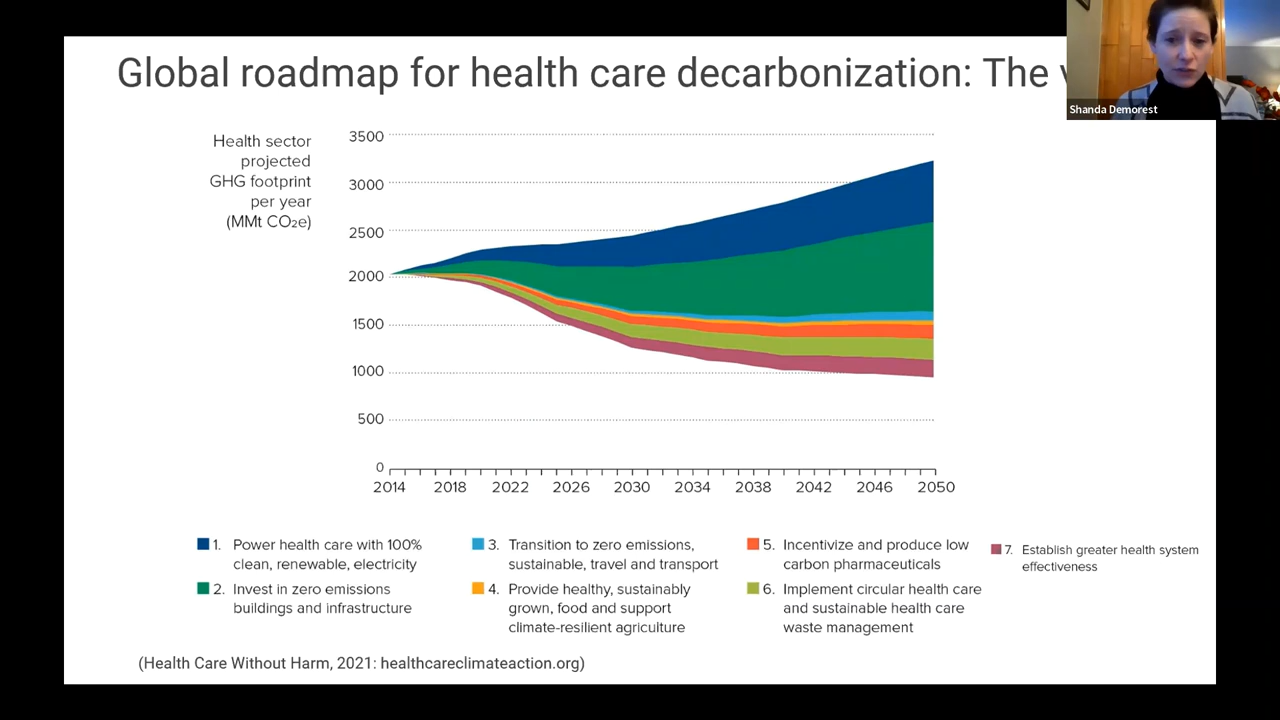 Global roadmap for health care decarbonization: The
Shanda Demorest
Health sector
projected
GHG footprint
per year
(MMt CO₂e)
3500
3000
2500
2000
1500
1000
500
0
2014 2018 2022 2026 2030 2034 2038 2042 2046 2050
1. Power health care with 100%
clean, renewable, electricity
2. Invest in zero emissions
buildings and infrastructure
3. Transition to zero emissions,
sustainable, travel and transport
4. Provide healthy, sustainably
grown, food and support
climate-resilient agriculture
5. Incentivize and produce low
carbon pharmaceuticals
6. Implement circular health care
and sustainable health care
waste management
7. Establish greater health system
effectiveness
(Health Care Without Harm, 2021: healthcareclimateaction.org)